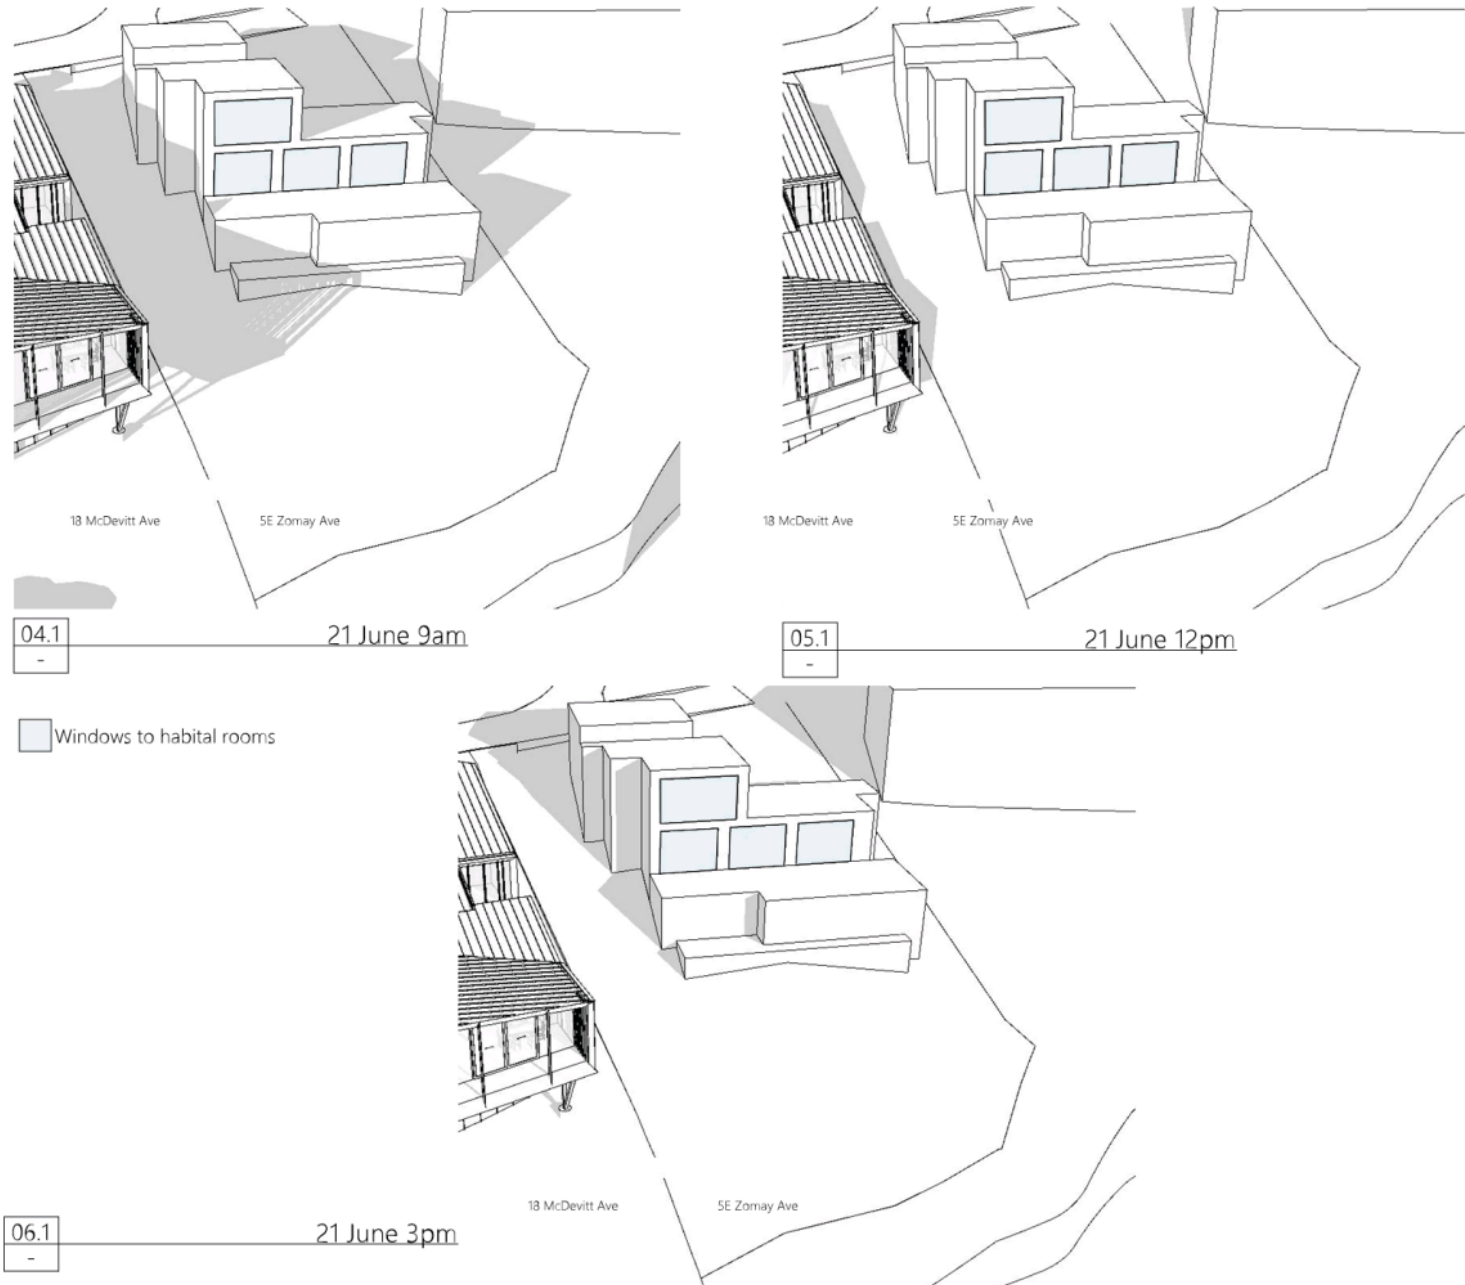 18 McDevitt Ave
5E Zomay Ave
18 McDevitt Ave
5E Zomay Ave
04.1
-
21 June 9am
05.1
-
21 June 12pm
Windows to habital rooms
18 McDevitt Ave
5E Zomay Ave
06.1
-
21 June 3pm